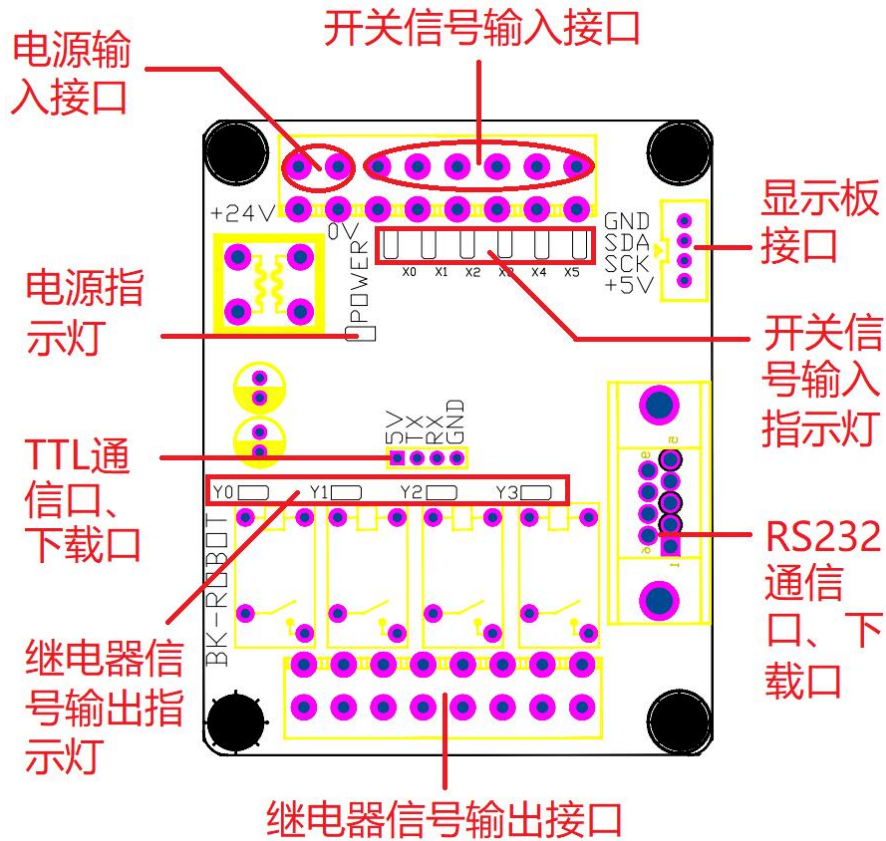 开关信号输入接口
电源输
入接口
+24V
0V
POWER
X0 X1 X2 X3 X4 X5
GND
SDA
SCK
+5V
显示板
接口
电源指
示灯
开关信
号输入
指示灯
5V
TX
RX
GND
TTL通
信口、
下载口
Y0 Y1 Y2 Y3
BK-ROBOT
RS232
通信
口、下
载口
继电器信
号输出指
示灯
继电器信号输出接口